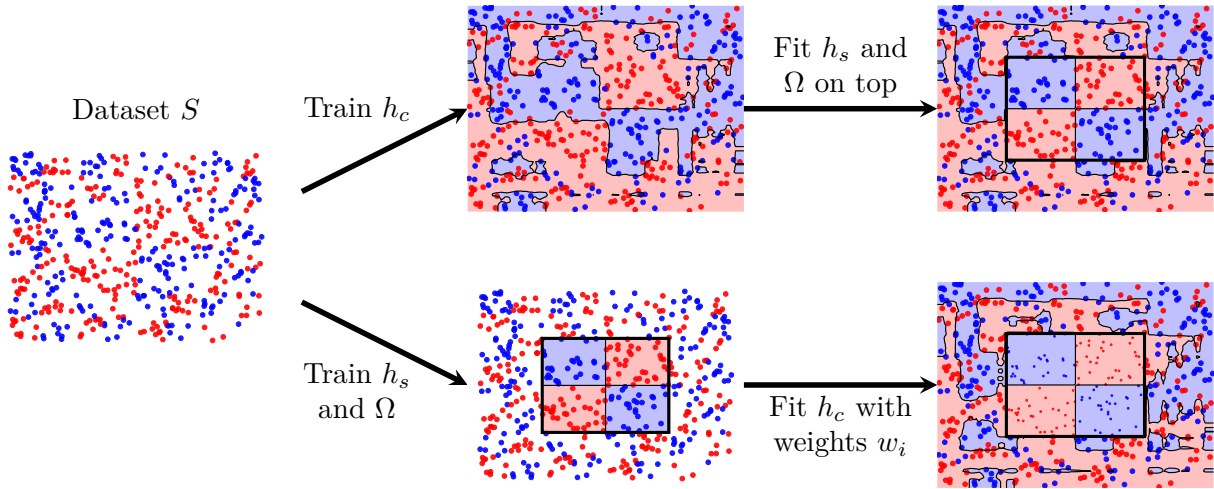 Dataset S
Train h_c
Fit h_s and
Ω on top
Train h_s
and Ω
Fit h_c with
weights w_i